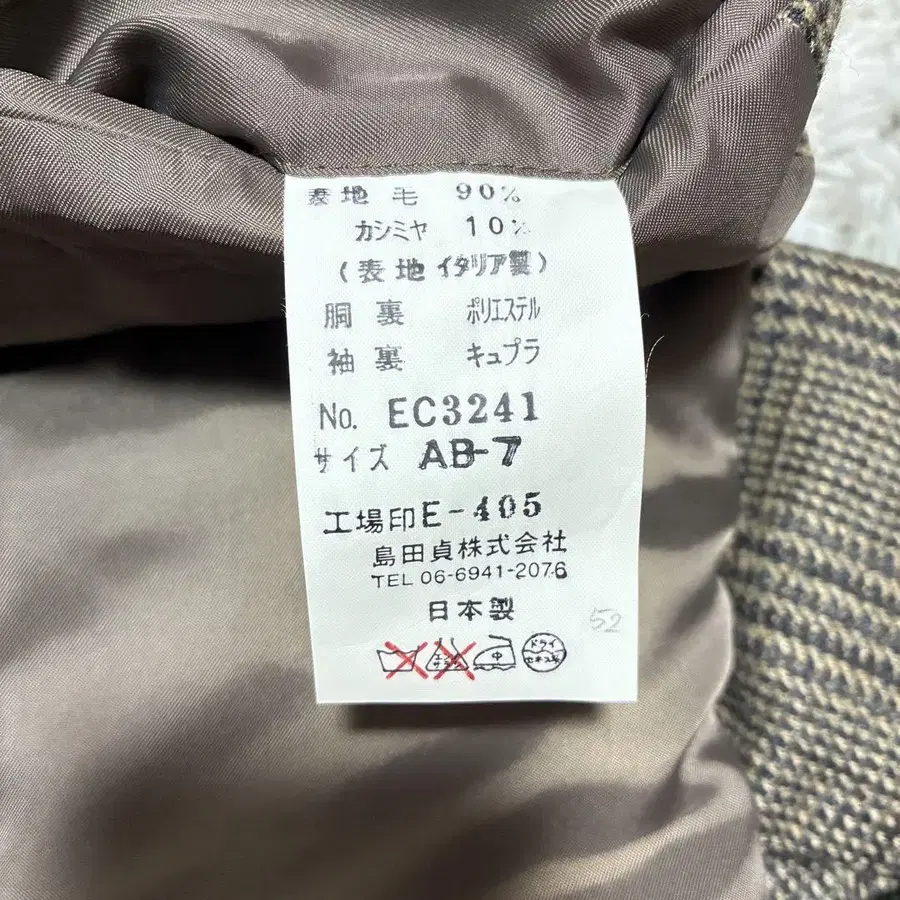 表地 毛 90%
カシミヤ 10%
(表地イタリア製)
胴裏 ポリエステル
袖裏 キュプラ
No. EC3241
サイズ AB-7
工場印E-405
島田貞株式会社
TEL 06-6941-2076
日本製
52
中 ドライ